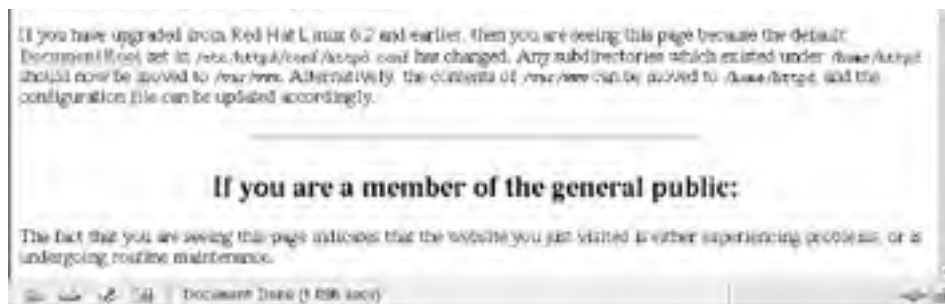 If you have upgraded from Red Hat Linux 6.2 and earlier, then you are seeing this page because the default
DocumentRoot set in /etc/httpd/conf/httpd.conf has changed. Any subdirectories which existed under /home/httpd
should now be moved to /var/www. Alternatively, the contents of /var/www can be moved to /home/httpd, and the
configuration file can be updated accordingly.
If you are a member of the general public:
The fact that you are seeing this page indicates that the website you just visited is either experiencing problems, or is
undergoing routine maintenance.
Document: Done